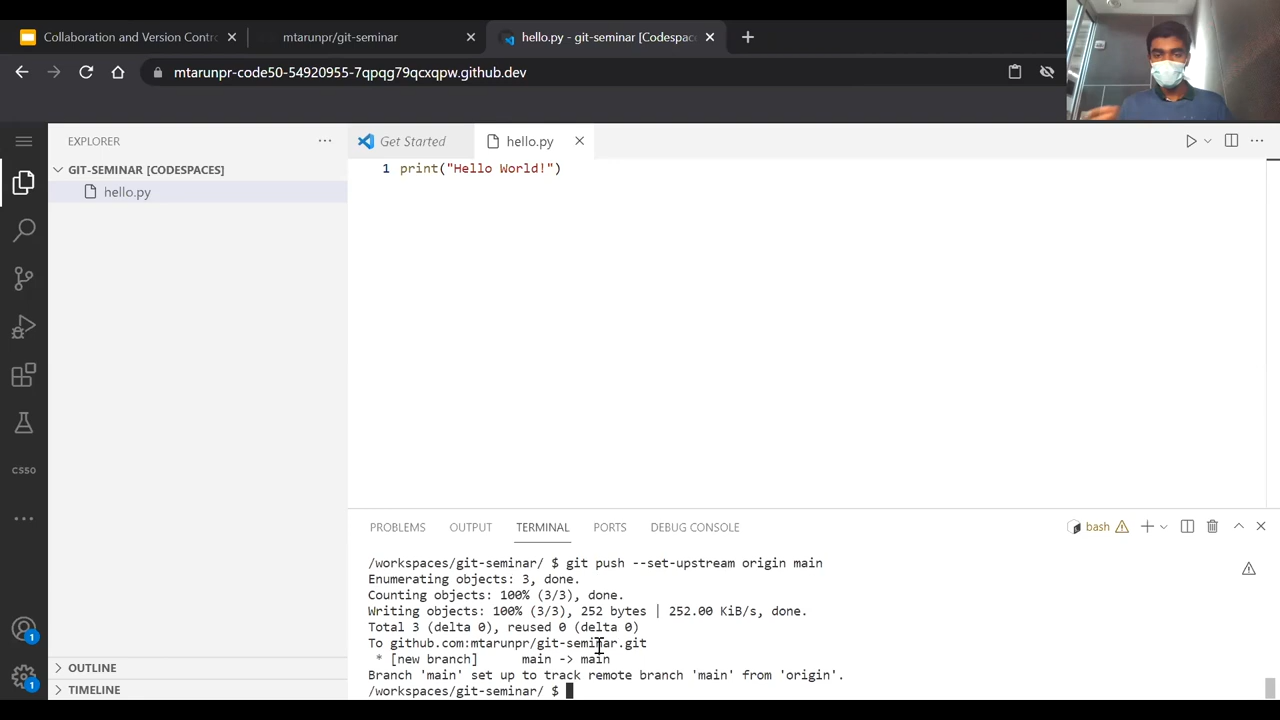 Collaboration and Version Contro
mtarunpr/git-seminar
hello.py - git-seminar [Codespac
mtarunpr-code50-54920955-7qpqg79qcxqpw.github.dev
EXPLORER
GIT-SEMINAR [CODESPACES]
hello.py
Get Started
hello.py
1 print("Hello World!")
CS50
1
1
OUTLINE
TIMELINE
PROBLEMS OUTPUT TERMINAL PORTS DEBUG CONSOLE
bash
/workspaces/git-seminar/ $ git push --set-upstream origin main
Enumerating objects: 3, done.
Counting objects: 100% (3/3), done.
Writing objects: 100% (3/3), 252 bytes | 252.00 KiB/s, done.
Total 3 (delta 0), reused 0 (delta 0)
To github.com:mtarunpr/git-seminar.git
 * [new branch]      main -> main
Branch 'main' set up to track remote branch 'main' from 'origin'.
/workspaces/git-seminar/ $